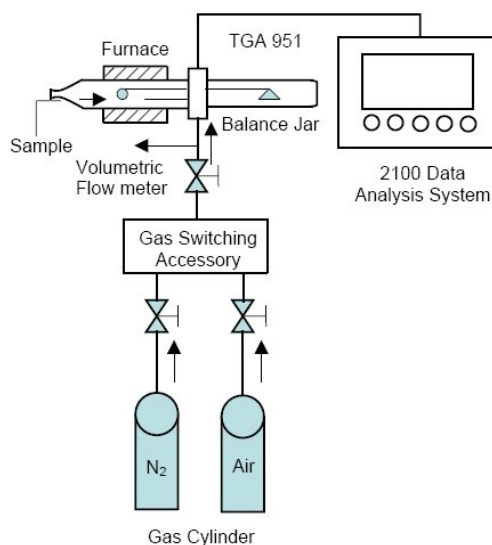 Furnace
TGA 951
Sample
Balance Jar
Volumetric
Flow meter
2100 Data
Analysis System
Gas Switching
Accessory
N₂
Air
Gas Cylinder